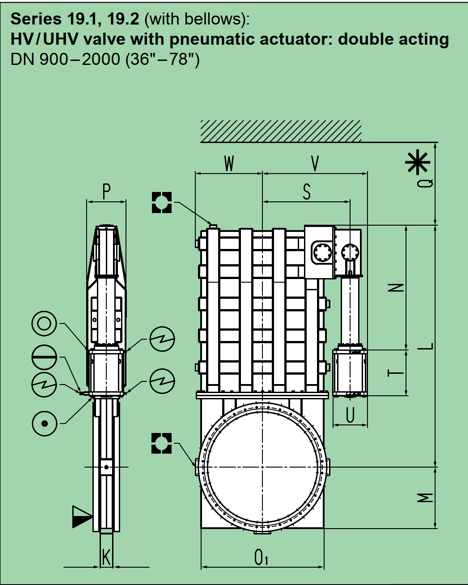 Series 19.1, 19.2 (with bellows):
HV/UHV valve with pneumatic actuator: double acting
DN 900–2000 (36"–78")
W
V
P
S
Q
N
L
T
U
M
K
O₁